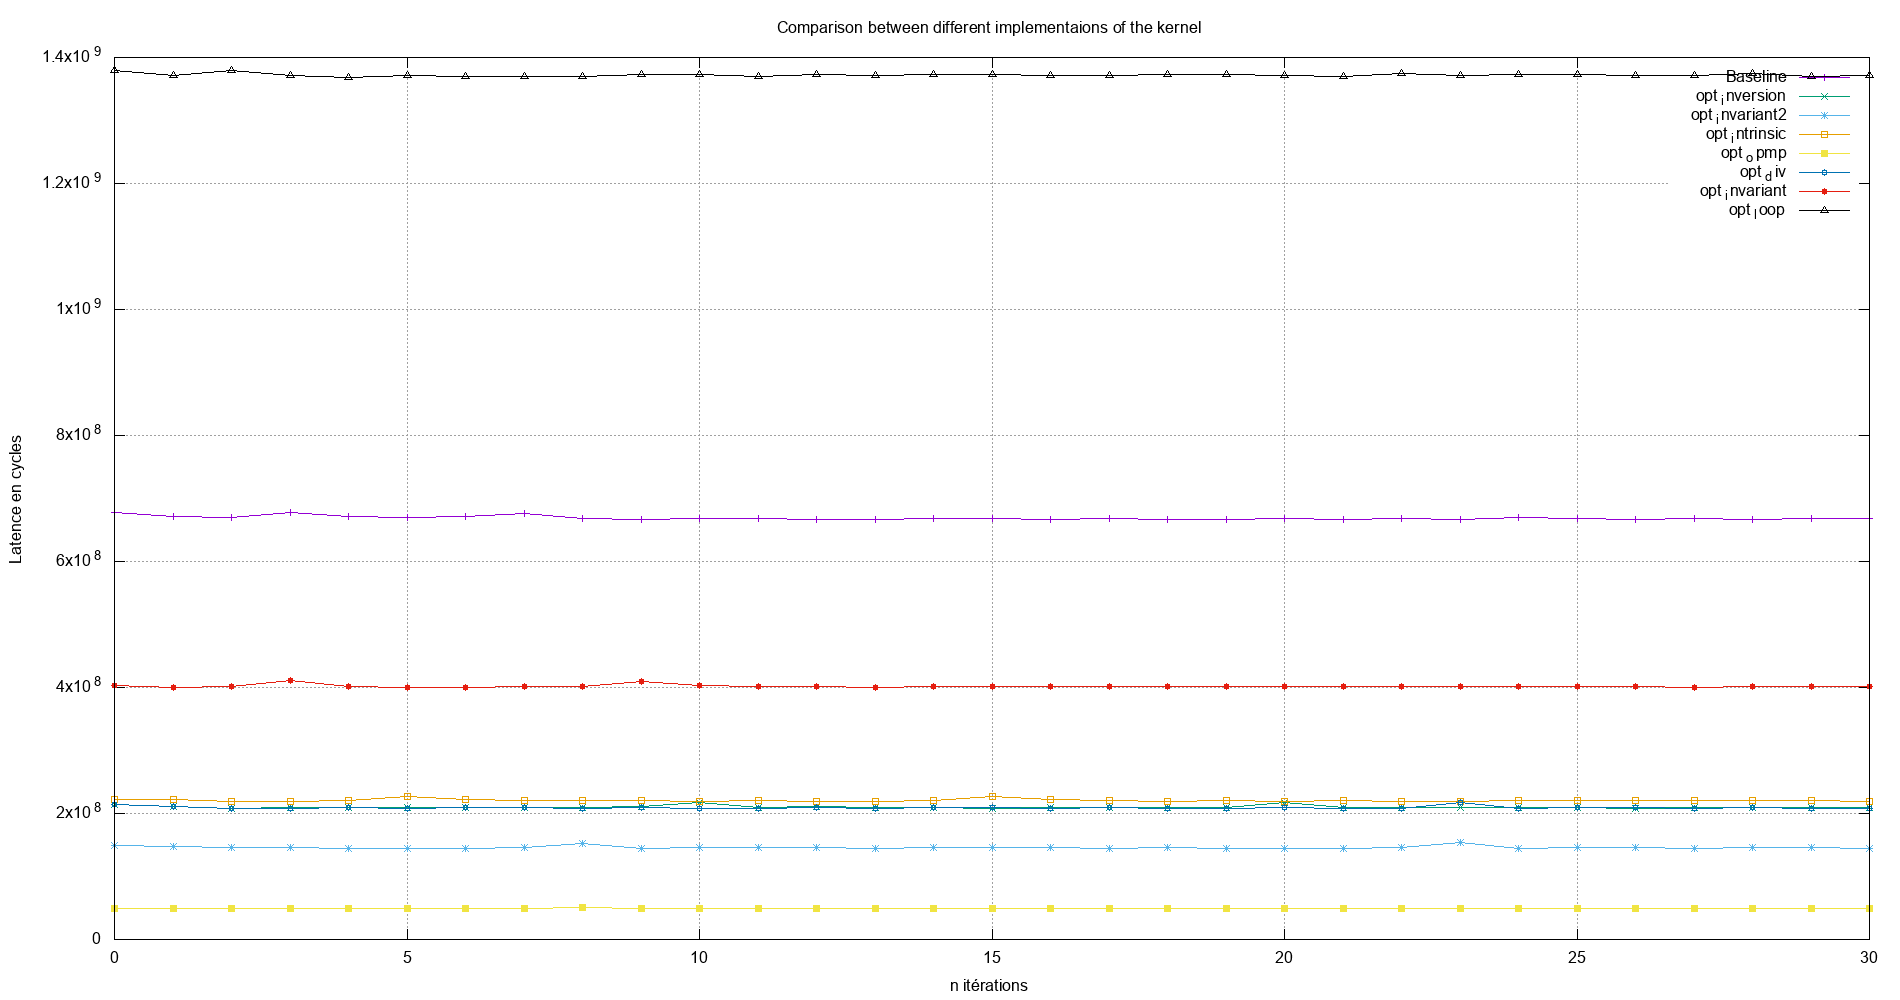 Comparison between different implementaions of the kernel
1.4x10 9
1.2x10 9
1x10 9
8x10 8
6x10 8
4x10 8
2x10 8
0
Latence en cycles
Baseline
opt i nversion
opt i nvariant2
opt i ntrinsic
opt o pmp
opt d iv
opt i nvariant
opt l oop
0 5 10 15 20 25 30
n itérations